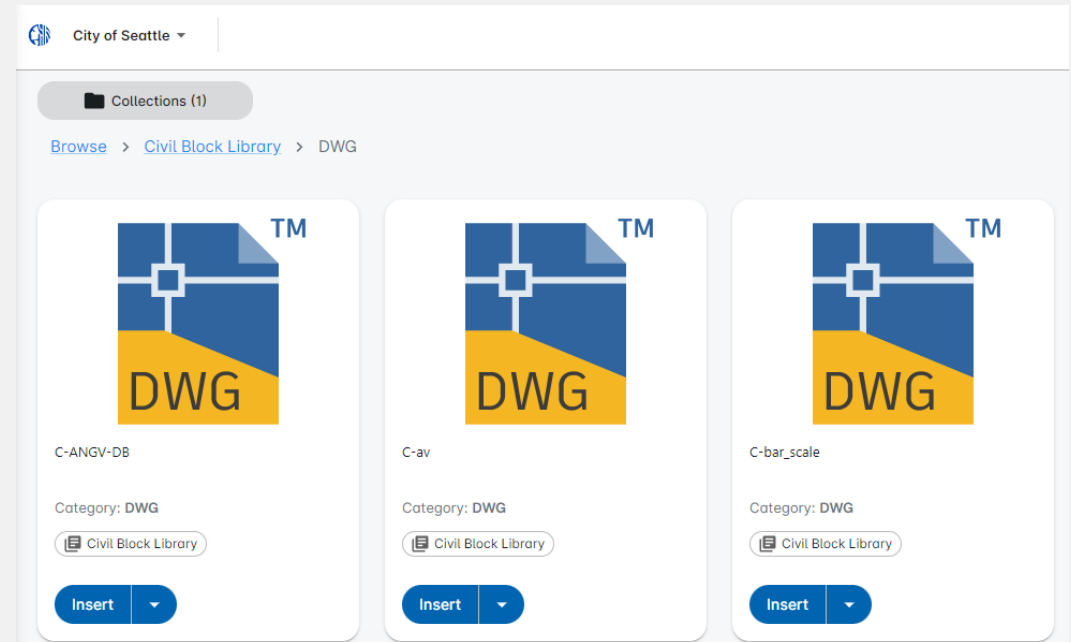 City of Seattle
Collections (1)
Browse > Civil Block Library > DWG
TM TM TM
DWG DWG DWG
C-ANGV-DB C-av C-bar_scale
Category: DWG Category: DWG Category: DWG
Civil Block Library Civil Block Library Civil Block Library
Insert Insert Insert